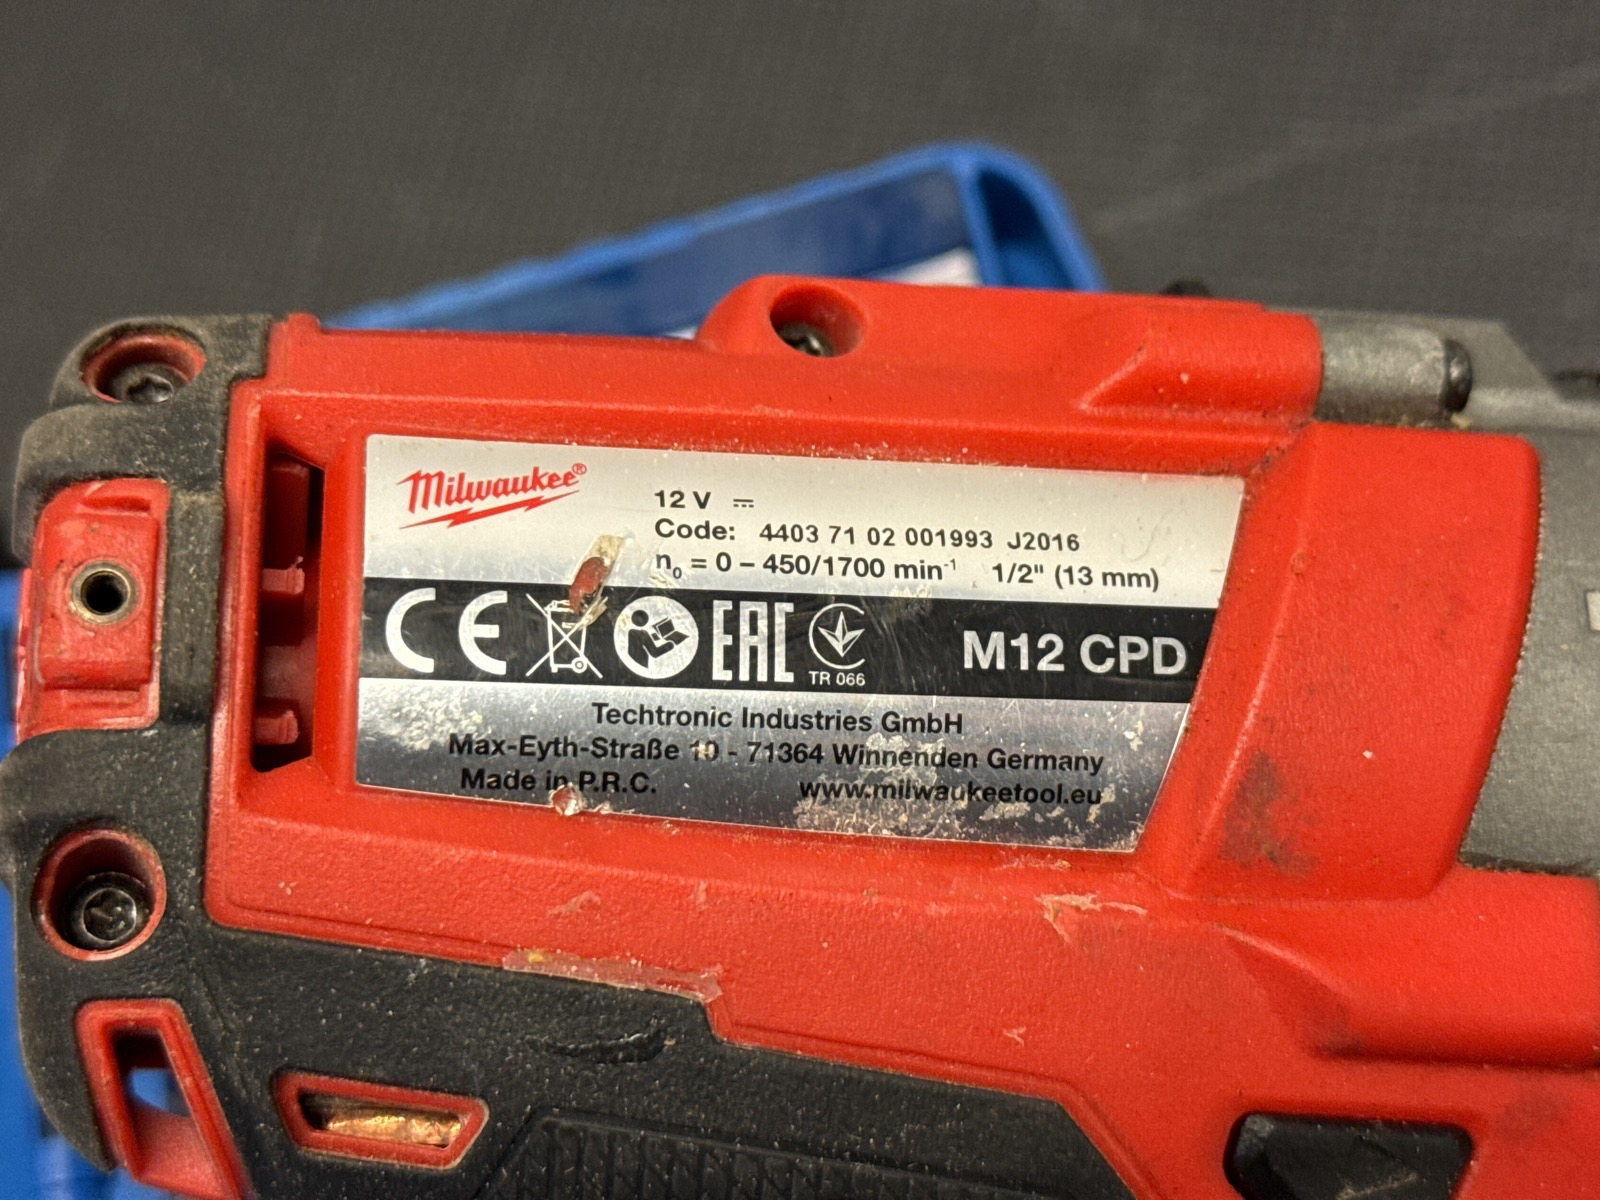 Milwaukee®
12 V
Code: 4403 71 02 001993 J2016
n₀ = 0 – 450/1700 min⁻¹ 1/2" (13 mm)
CE EAC TR 066 M12 CPD
Techtronic Industries GmbH
Max-Eyth-Straße 10 - 71364 Winnenden Germany
Made in P.R.C. www.milwaukeetool.eu